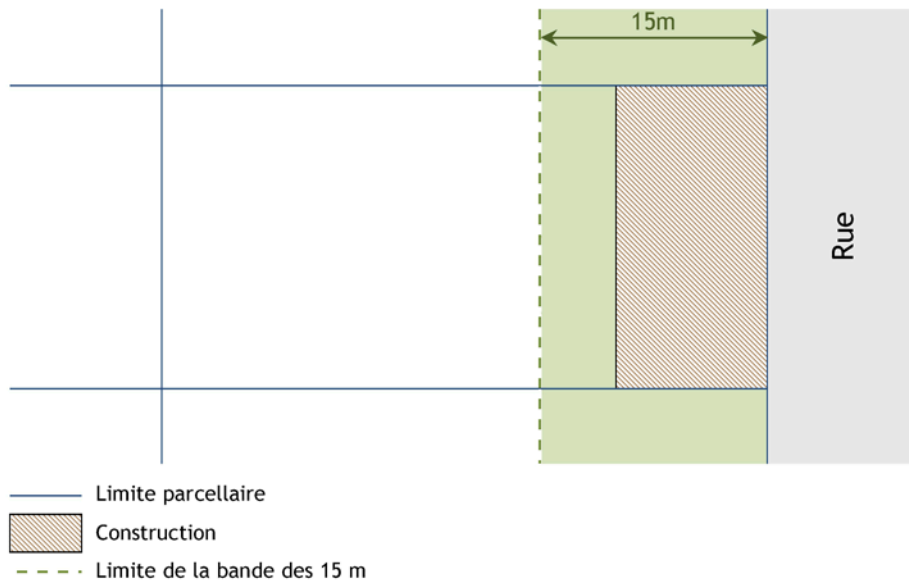 15m
Rue
Limite parcellaire
Construction
Limite de la bande des 15 m